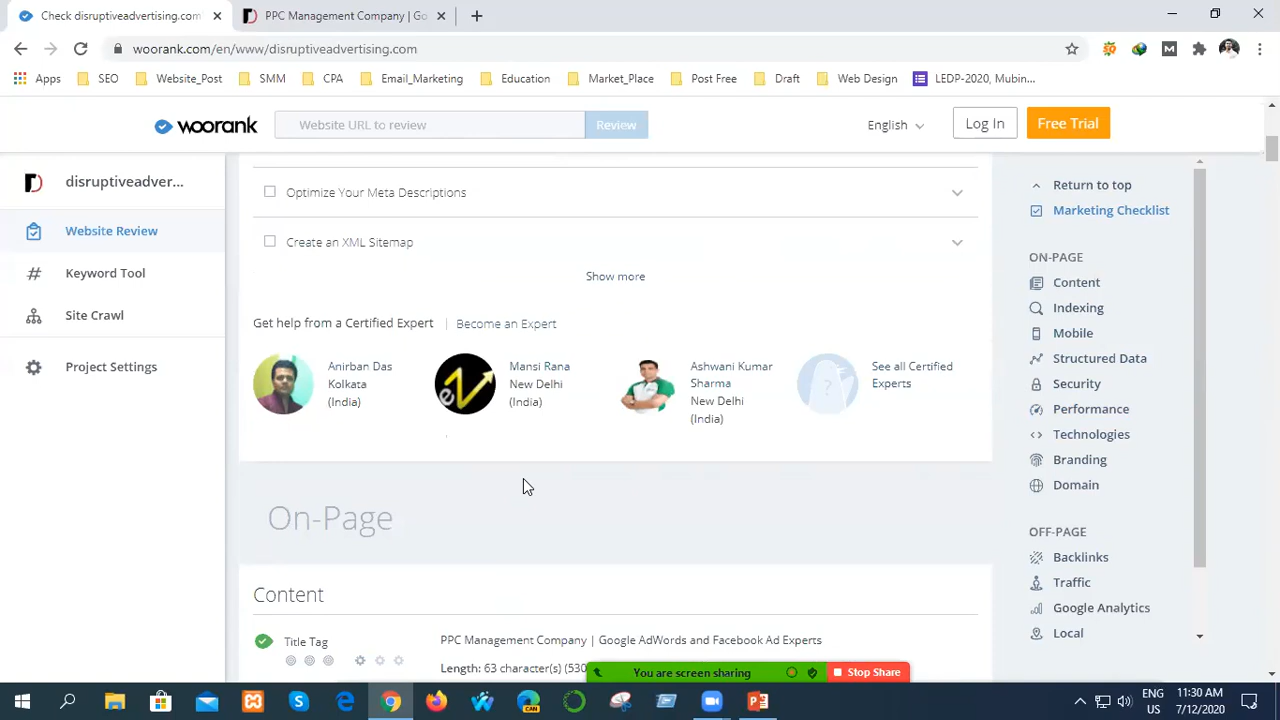 Check disruptiveadvertising.com
PPC Management Company | Go
woorank.com/en/www/disruptiveadvertising.com
Apps
SEO
Website_Post
SMM
CPA
Email_Marketing
Education
Market_Place
Post Free
Draft
Web Design
LEDP-2020, Mubin...
woorank
Website URL to review
Review
English
Log In
Free Trial
disruptiveadver...
Website Review
Keyword Tool
Site Crawl
Project Settings
Optimize Your Meta Descriptions
Create an XML Sitemap
Show more
Get help from a Certified Expert
Become an Expert
Anirban Das
Kolkata
(India)
Mansi Rana
New Delhi
(India)
Ashwani Kumar
Sharma
New Delhi
(India)
See all Certified
Experts
On-Page
Content
Title Tag
PPC Management Company | Google AdWords and Facebook Ad Experts
Length: 63 character(s) (530
Return to top
Marketing Checklist
ON-PAGE
Content
Indexing
Mobile
Structured Data
Security
Performance
Technologies
Branding
Domain
OFF-PAGE
Backlinks
Traffic
Google Analytics
Local
You are screen sharing
Stop Share
ENG
US
11:30 AM
7/12/2020